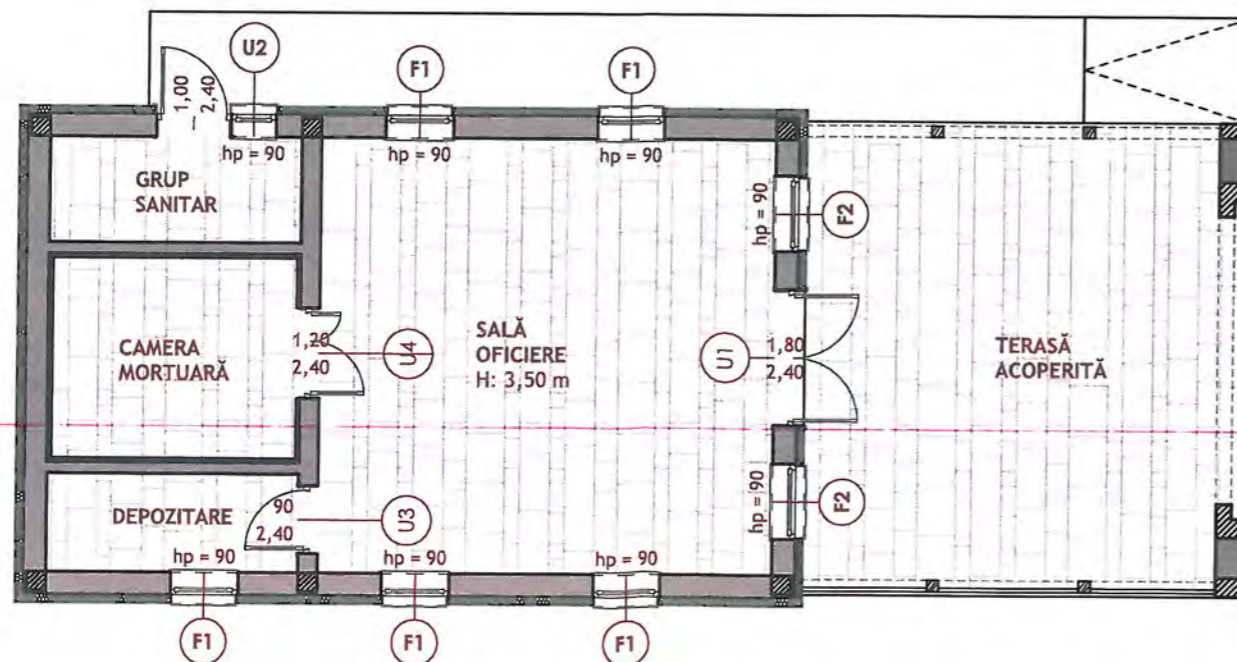 U2
F1
F1
1,00
2,40
hp = 90
hp = 90
hp = 90
GRUP
SANITAR
hp = 90
F2
CAMERA
MORTUARĂ
1,20
2,40
U4
SALĂ
OFICIERE
H: 3,50 m
U1
1,80
2,40
TERASĂ
ACOPERITĂ
DEPOZITARE
90
2,40
U3
hp = 90
F2
hp = 90
hp = 90
hp = 90
F1
F1
F1